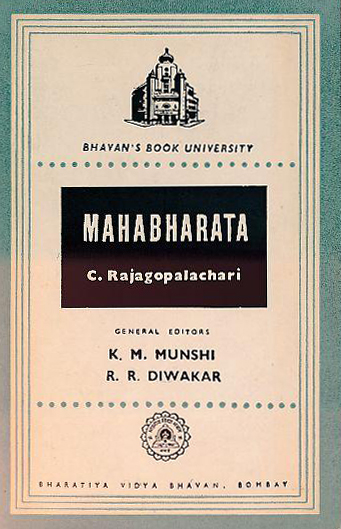 BHAVAN'S BOOK UNIVERSITY
MAHABHARATA
C. Rajagopalachari
GENERAL EDITORS
K. M. MUNSHI
R. R. DIWAKAR
BHARATIYA VIDYA BHAVAN, BOMBAY